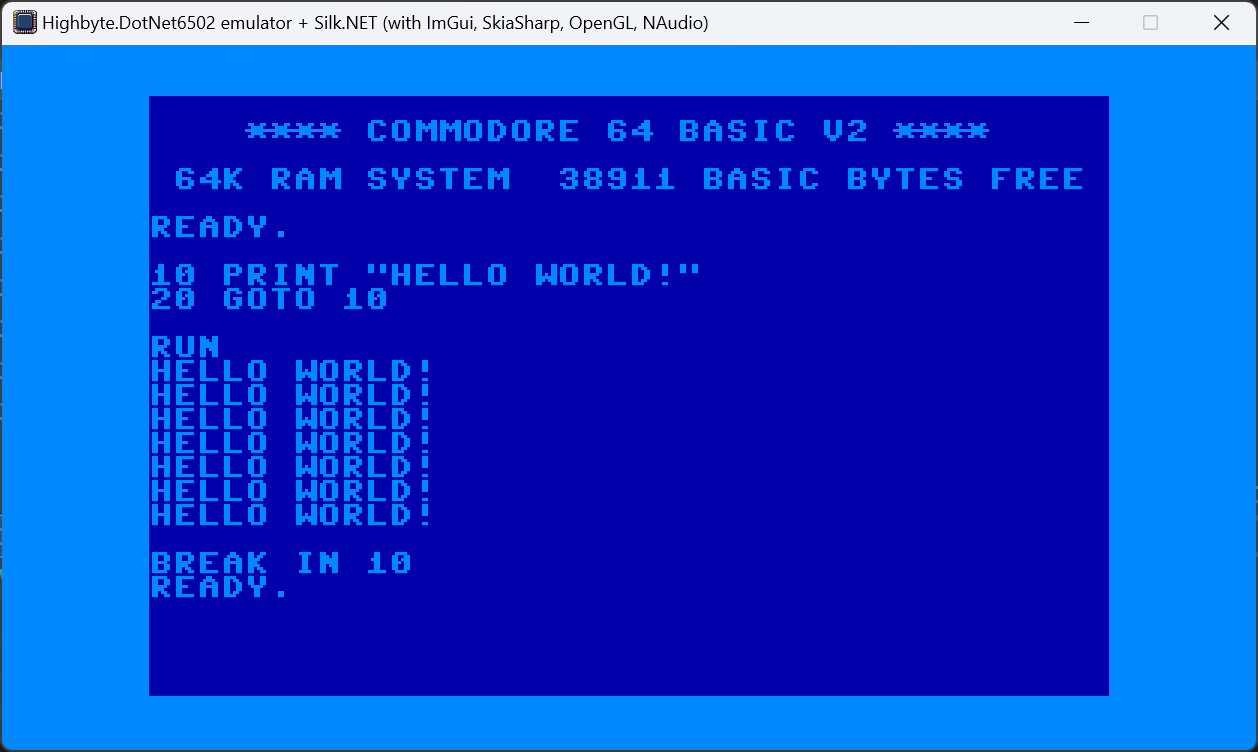 Highbyte.DotNet6502 emulator + Silk.NET (with ImGui, SkiaSharp, OpenGL, NAudio)
**** COMMODORE 64 BASIC V2 ****
64K RAM SYSTEM  38911 BASIC BYTES FREE
READY.
10 PRINT "HELLO WORLD!"
20 GOTO 10
RUN
HELLO WORLD!
HELLO WORLD!
HELLO WORLD!
HELLO WORLD!
HELLO WORLD!
HELLO WORLD!
HELLO WORLD!
BREAK IN 10
READY.